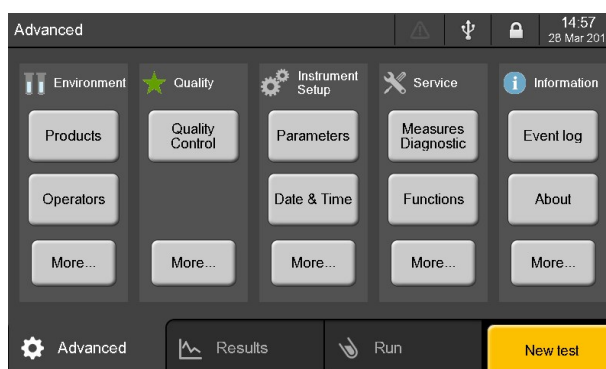 Advanced
14:57
28 Mar 201
Environment
Quality
Instrument
Setup
Service
Information
Products
Quality
Control
Parameters
Measures
Diagnostic
Event log
Operators
Date & Time
Functions
About
More...
More...
More...
More...
More...
Advanced
Results
Run
New test